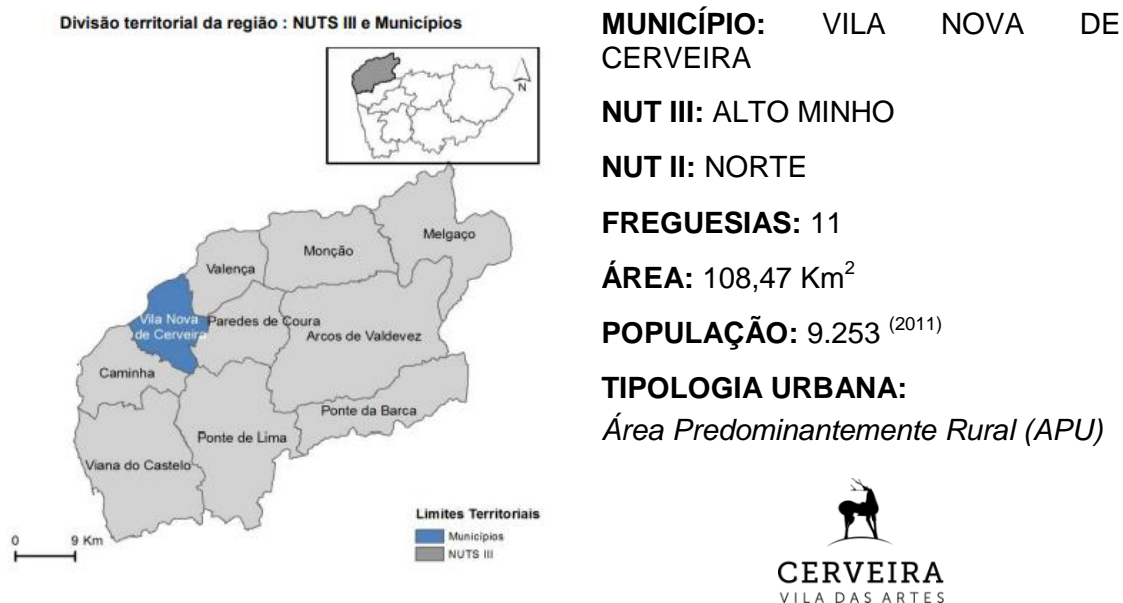 Divisão territorial da região : NUTS III e Municípios
N
Melgaço
Monção
Valença
Vila Nova
de Cerveira
Paredes de Coura
Arcos de Valdevez
Caminha
Ponte da Barca
Ponte de Lima
Viana do Castelo
0 9 Km
Limites Territoriais
Municípios
NUTS III
MUNICÍPIO: VILA NOVA DE
CERVEIRA
NUT III: ALTO MINHO
NUT II: NORTE
FREGUESIAS: 11
ÁREA: 108,47 Km²
POPULAÇÃO: 9.253 (2011)
TIPOLOGIA URBANA:
Área Predominantemente Rural (APU)
CERVEIRA
VILA DAS ARTES